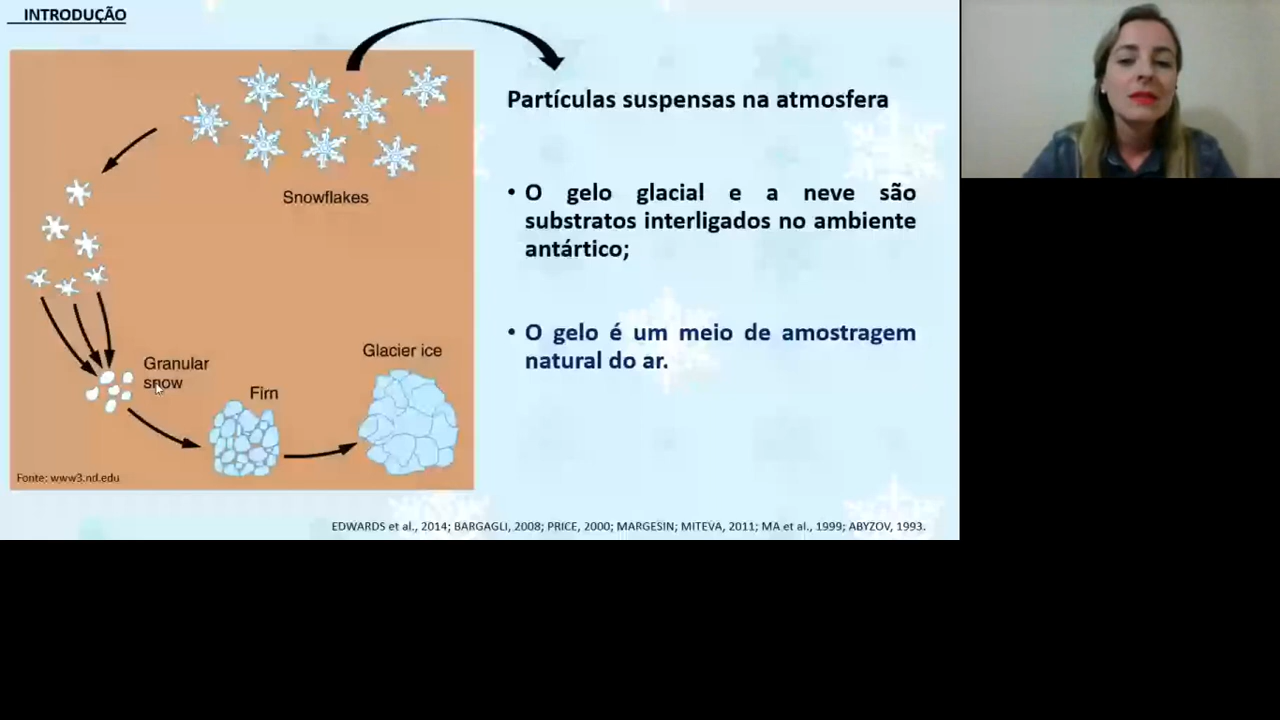 INTRODUÇÃO
Partículas suspensas na atmosfera
Snowflakes
• O gelo glacial e a neve são
substratos interligados no ambiente
antártico;
• O gelo é um meio de amostragem
natural do ar.
Granular
snow
Firn
Glacier ice
Fonte: www3.nd.edu
EDWARDS et al., 2014; BARGAGLI, 2008; PRICE, 2000; MARGESIN; MITEVA, 2011; MA et al., 1999; ABYZOV, 1993.